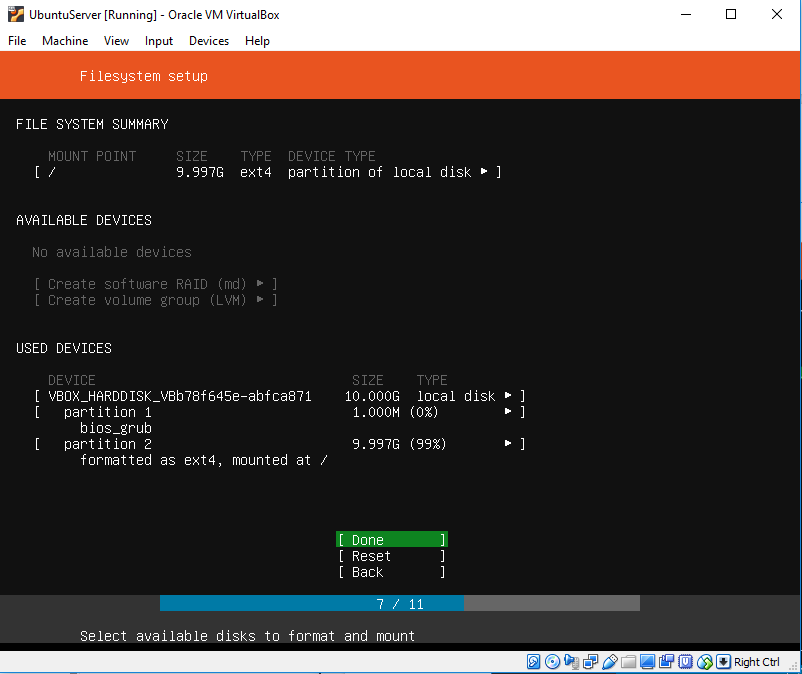 UbuntuServer [Running] - Oracle VM VirtualBox
File Machine View Input Devices Help
Filesystem setup
FILE SYSTEM SUMMARY
MOUNT POINT SIZE TYPE DEVICE TYPE
[ / 9.997G ext4 partition of local disk ▸ ]
AVAILABLE DEVICES
No available devices
[ Create software RAID (md) ▸ ]
[ Create volume group (LVM) ▸ ]
USED DEVICES
DEVICE SIZE TYPE
[ VBOX_HARDDISK_VBb78f645e-abfca871 10.000G local disk ▸ ]
[ partition 1 1.000M (0%) ▸ ]
bios_grub
[ partition 2 9.997G (99%) ▸ ]
formatted as ext4, mounted at /
[ Done ]
[ Reset ]
[ Back ]
7 / 11
Select available disks to format and mount
Right Ctrl